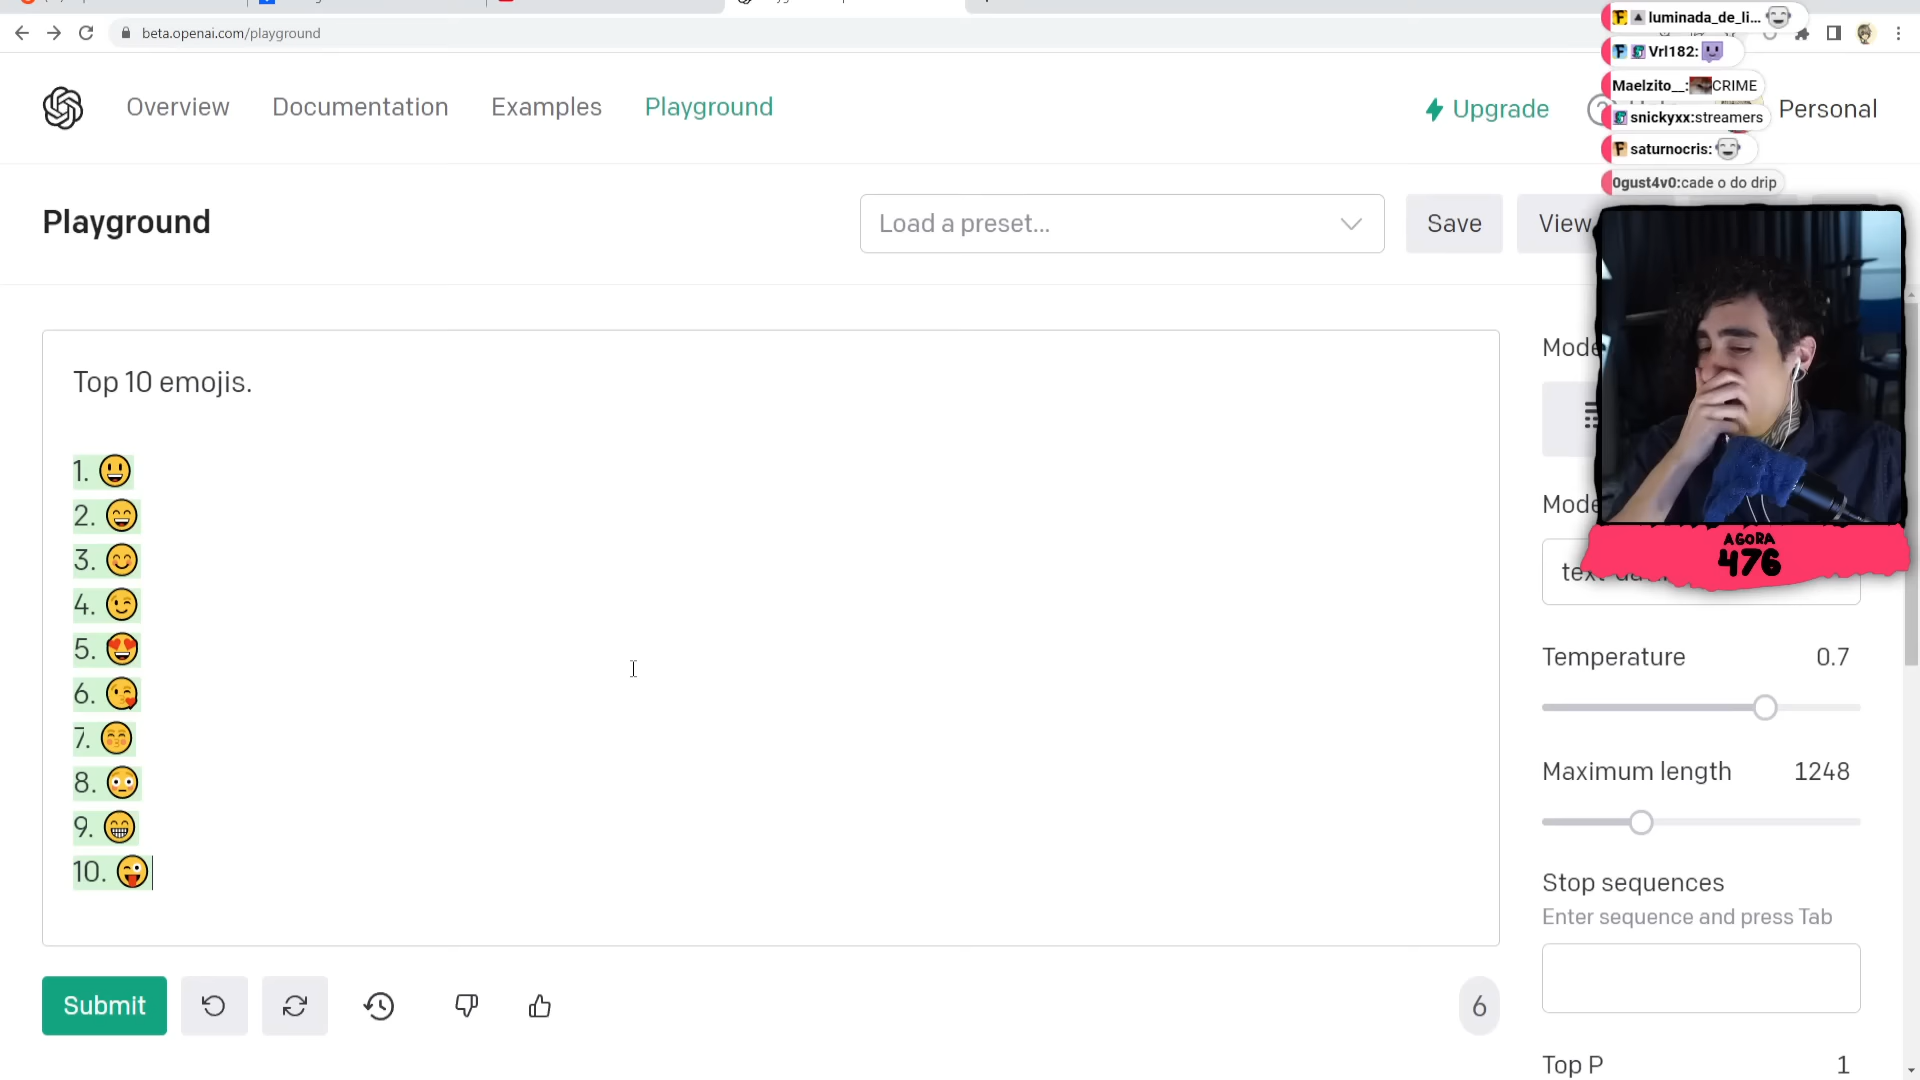 beta.openai.com/playground
Overview
Documentation
Examples
Playground
Upgrade
Personal
luminada_de_li...
Vrl182:
Maelzito__: CRIME
snickyxx:streamers
saturnocris:
0gust4v0:cade o do drip
Playground
Load a preset...
Save
View
Top 10 emojis.
1. 😃
2. 😄
3. 😊
4. 😉
5. 😍
6. 😘
7. 😚
8. 😳
9. 😁
10. 😜
Mode
AGORA
476
Temperature 0.7
Maximum length 1248
Stop sequences
Enter sequence and press Tab
Top P 1
Submit
6